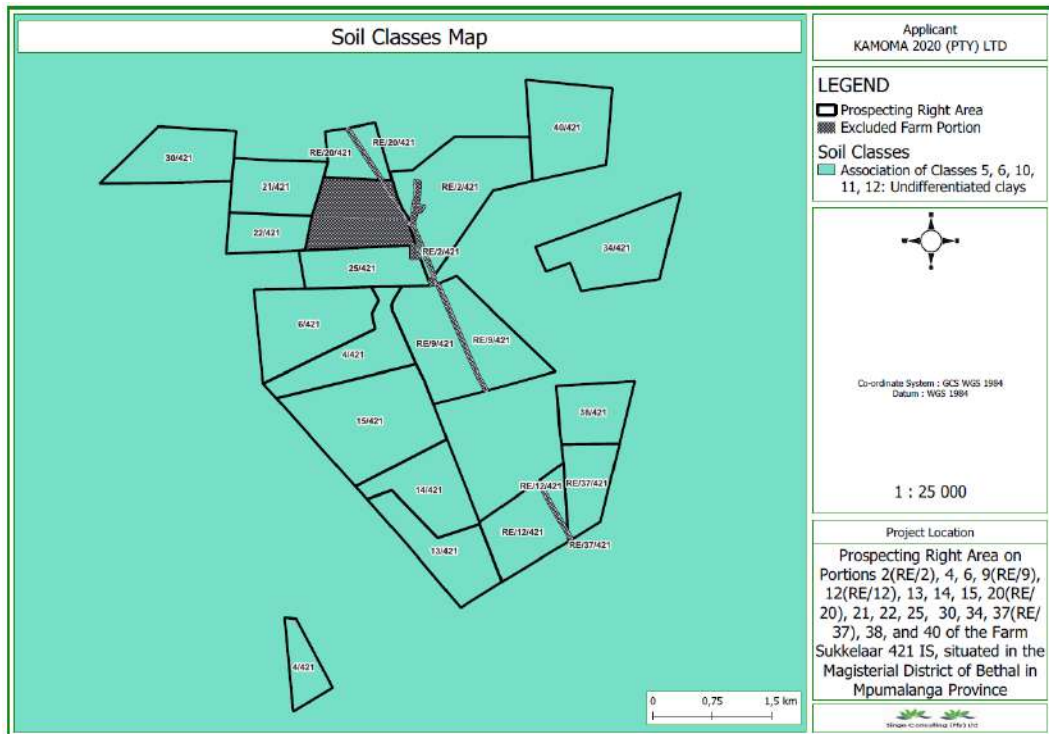 Soil Classes Map
40/421
30/421
RE/20/421
RE/20/421
21/421
RE/2/421
22/421
34/421
RE/2/421
25/421
6/421
RE/9/421
RE/9/421
4/421
38/421
15/421
14/421
RE/12/421
RE/37/421
RE/12/421
13/421
RE/37/421
4/421
0 0,75 1,5 km
Applicant
KAMOMA 2020 (PTY) LTD
LEGEND
Prospecting Right Area
Excluded Farm Portion
Soil Classes
Association of Classes 5, 6, 10,
11, 12: Undifferentiated clays
Co-ordinate System : GCS WGS 1984
Datum : WGS 1984
1 : 25 000
Project Location
Prospecting Right Area on
Portions 2(RE/2), 4, 6, 9(RE/9),
12(RE/12), 13, 14, 15, 20(RE/
20), 21, 22, 25, 30, 34, 37(RE/
37), 38, and 40 of the Farm
Sukkelaar 421 IS, situated in the
Magisterial District of Bethal in
Mpumalanga Province
Singo Consulting (Pty) Ltd